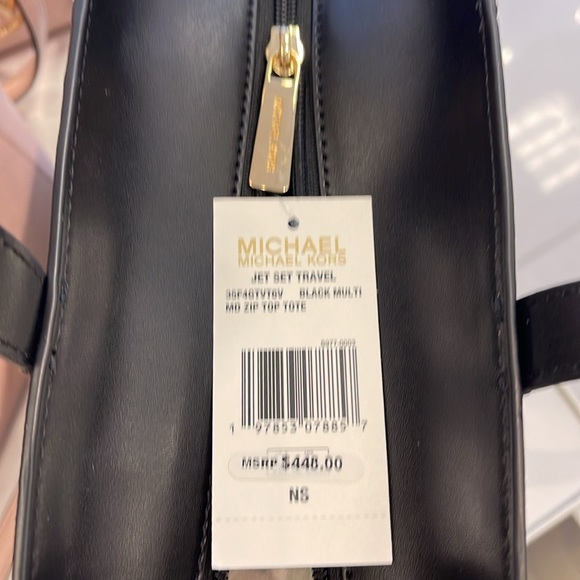 MICHAEL
MICHAEL KORS
JET SET TRAVEL
35F4GTVT6V BLACK MULTI
MD ZIP TOP TOTE
1 97853 07885 7
MSRP $448.00
NS